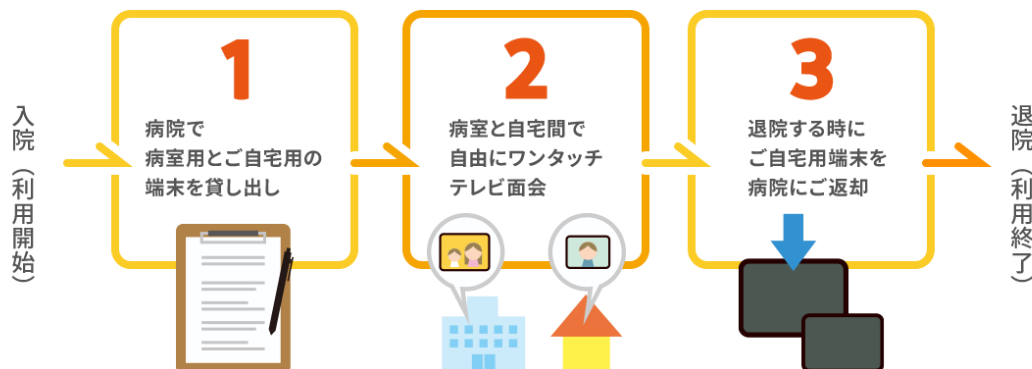 入院（利用開始）
1
病院で
病室用とご自宅用の
端末を貸し出し
2
病室と自宅間で
自由にワンタッチ
テレビ面会
3
退院する時に
ご自宅用端末を
病院にご返却
退院（利用終了）